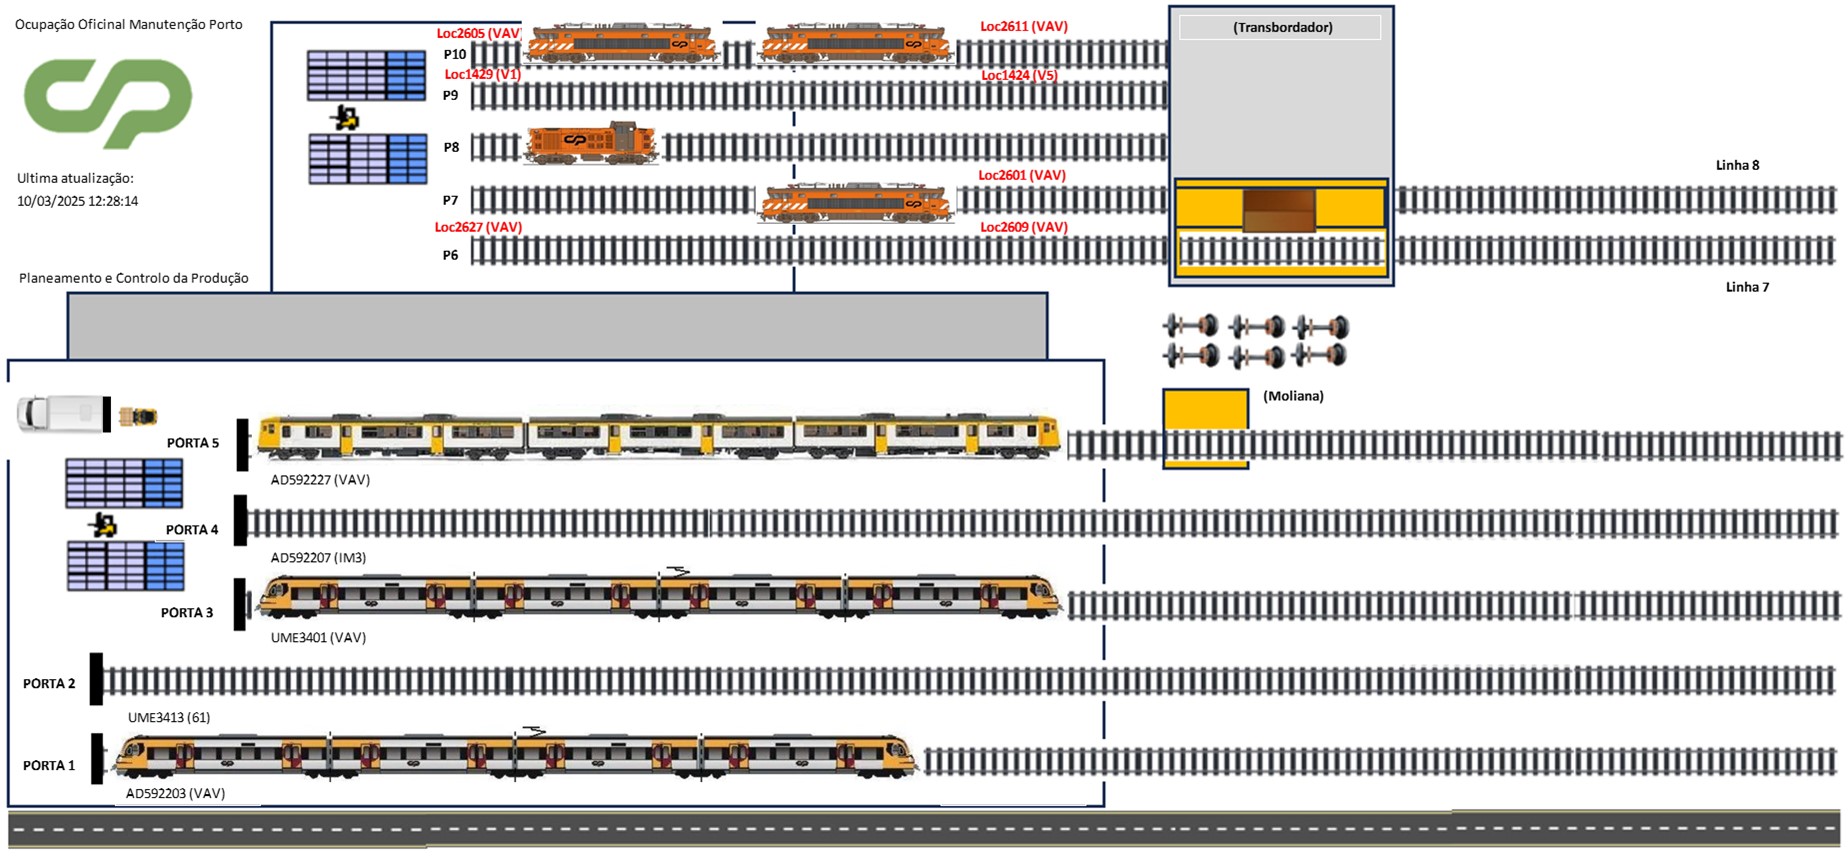 Ocupação Oficinal Manutenção Porto
CP
Ultima atualização:
10/03/2025 12:28:14
Planeamento e Controlo da Produção
Loc2605 (VAV)
Loc2611 (VAV)
P10
Loc1429 (V1)
Loc1424 (V5)
P9
P8
Loc2601 (VAV)
P7
Loc2627 (VAV)
Loc2609 (VAV)
P6
(Transbordador)
Linha 8
Linha 7
(Moliana)
PORTA 5
AD592227 (VAV)
PORTA 4
AD592207 (IM3)
PORTA 3
UME3401 (VAV)
PORTA 2
UME3413 (61)
PORTA 1
AD592203 (VAV)